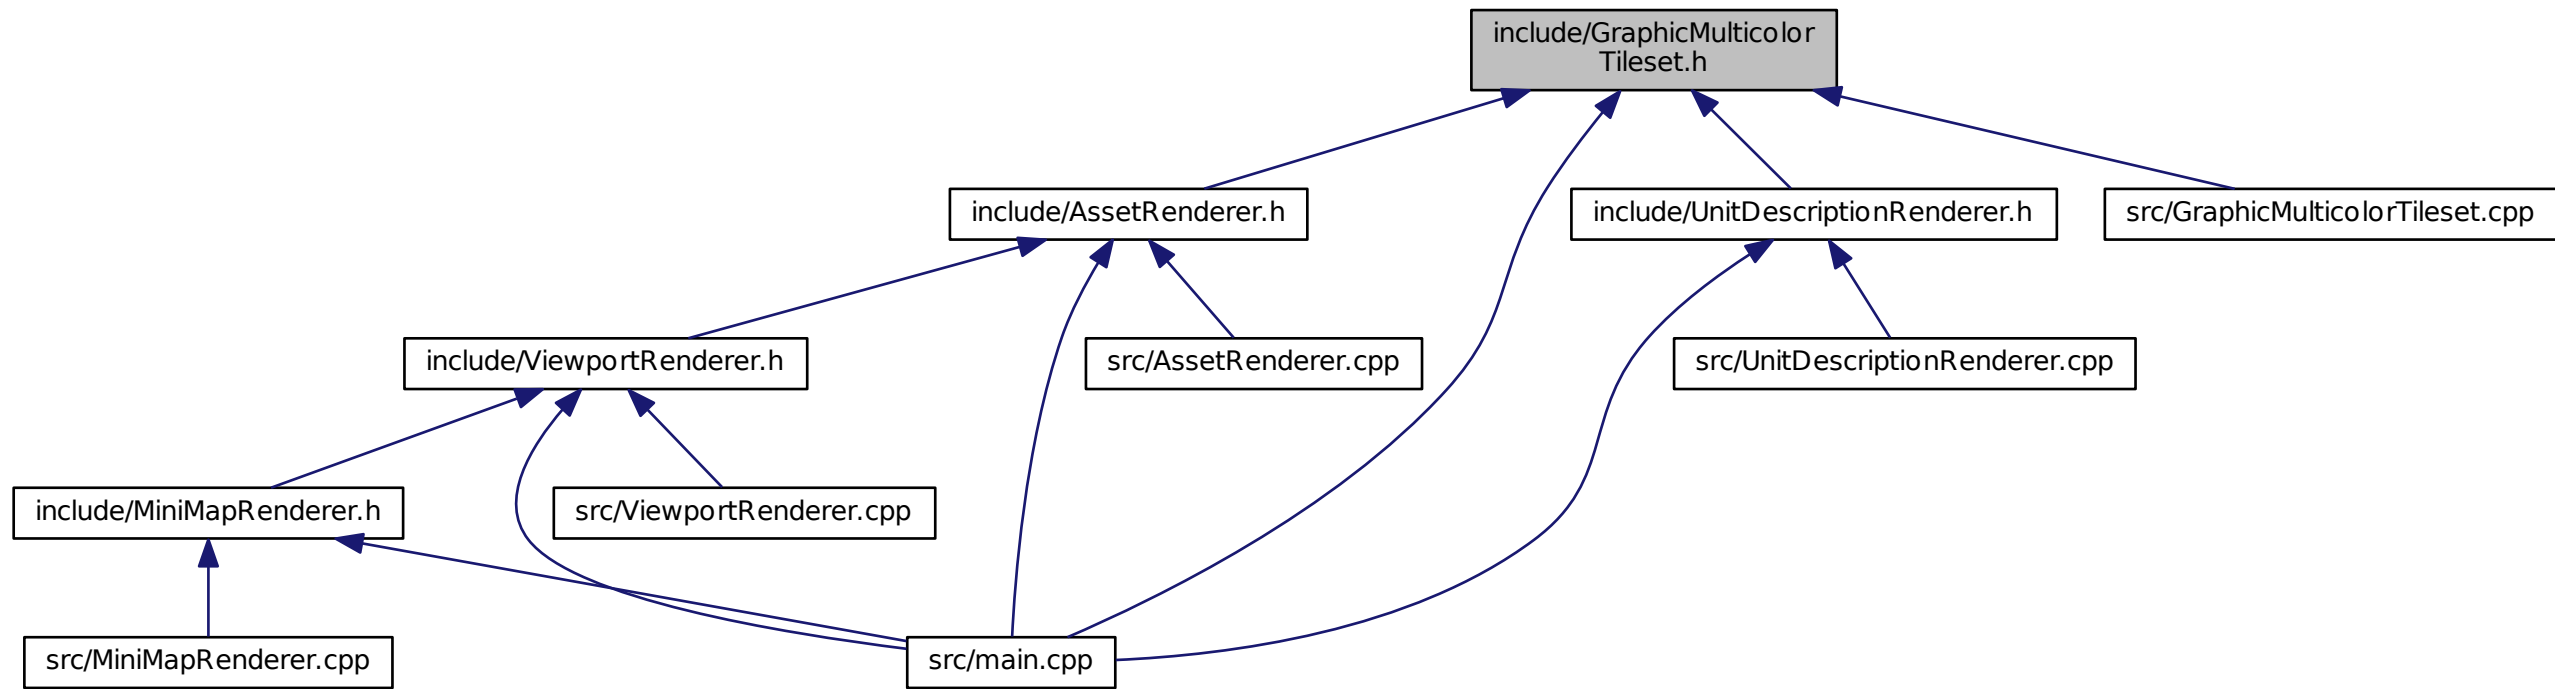 include/GraphicMulticolor
Tileset.h
include/AssetRenderer.h
include/UnitDescriptionRenderer.h
src/GraphicMulticolorTileset.cpp
include/ViewportRenderer.h
src/AssetRenderer.cpp
src/UnitDescriptionRenderer.cpp
include/MiniMapRenderer.h
src/ViewportRenderer.cpp
src/MiniMapRenderer.cpp
src/main.cpp